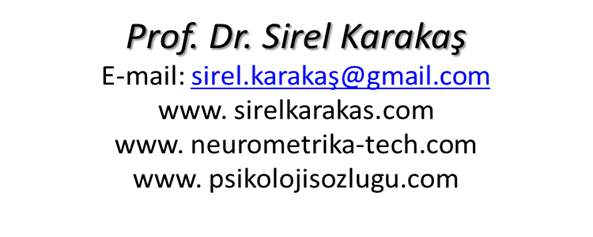 Prof. Dr. Sirel Karakaş
E-mail: sirel.karakaş@gmail.com
www. sirelkarakas.com
www. neurometrika-tech.com
www. psikolojisozlugu.com